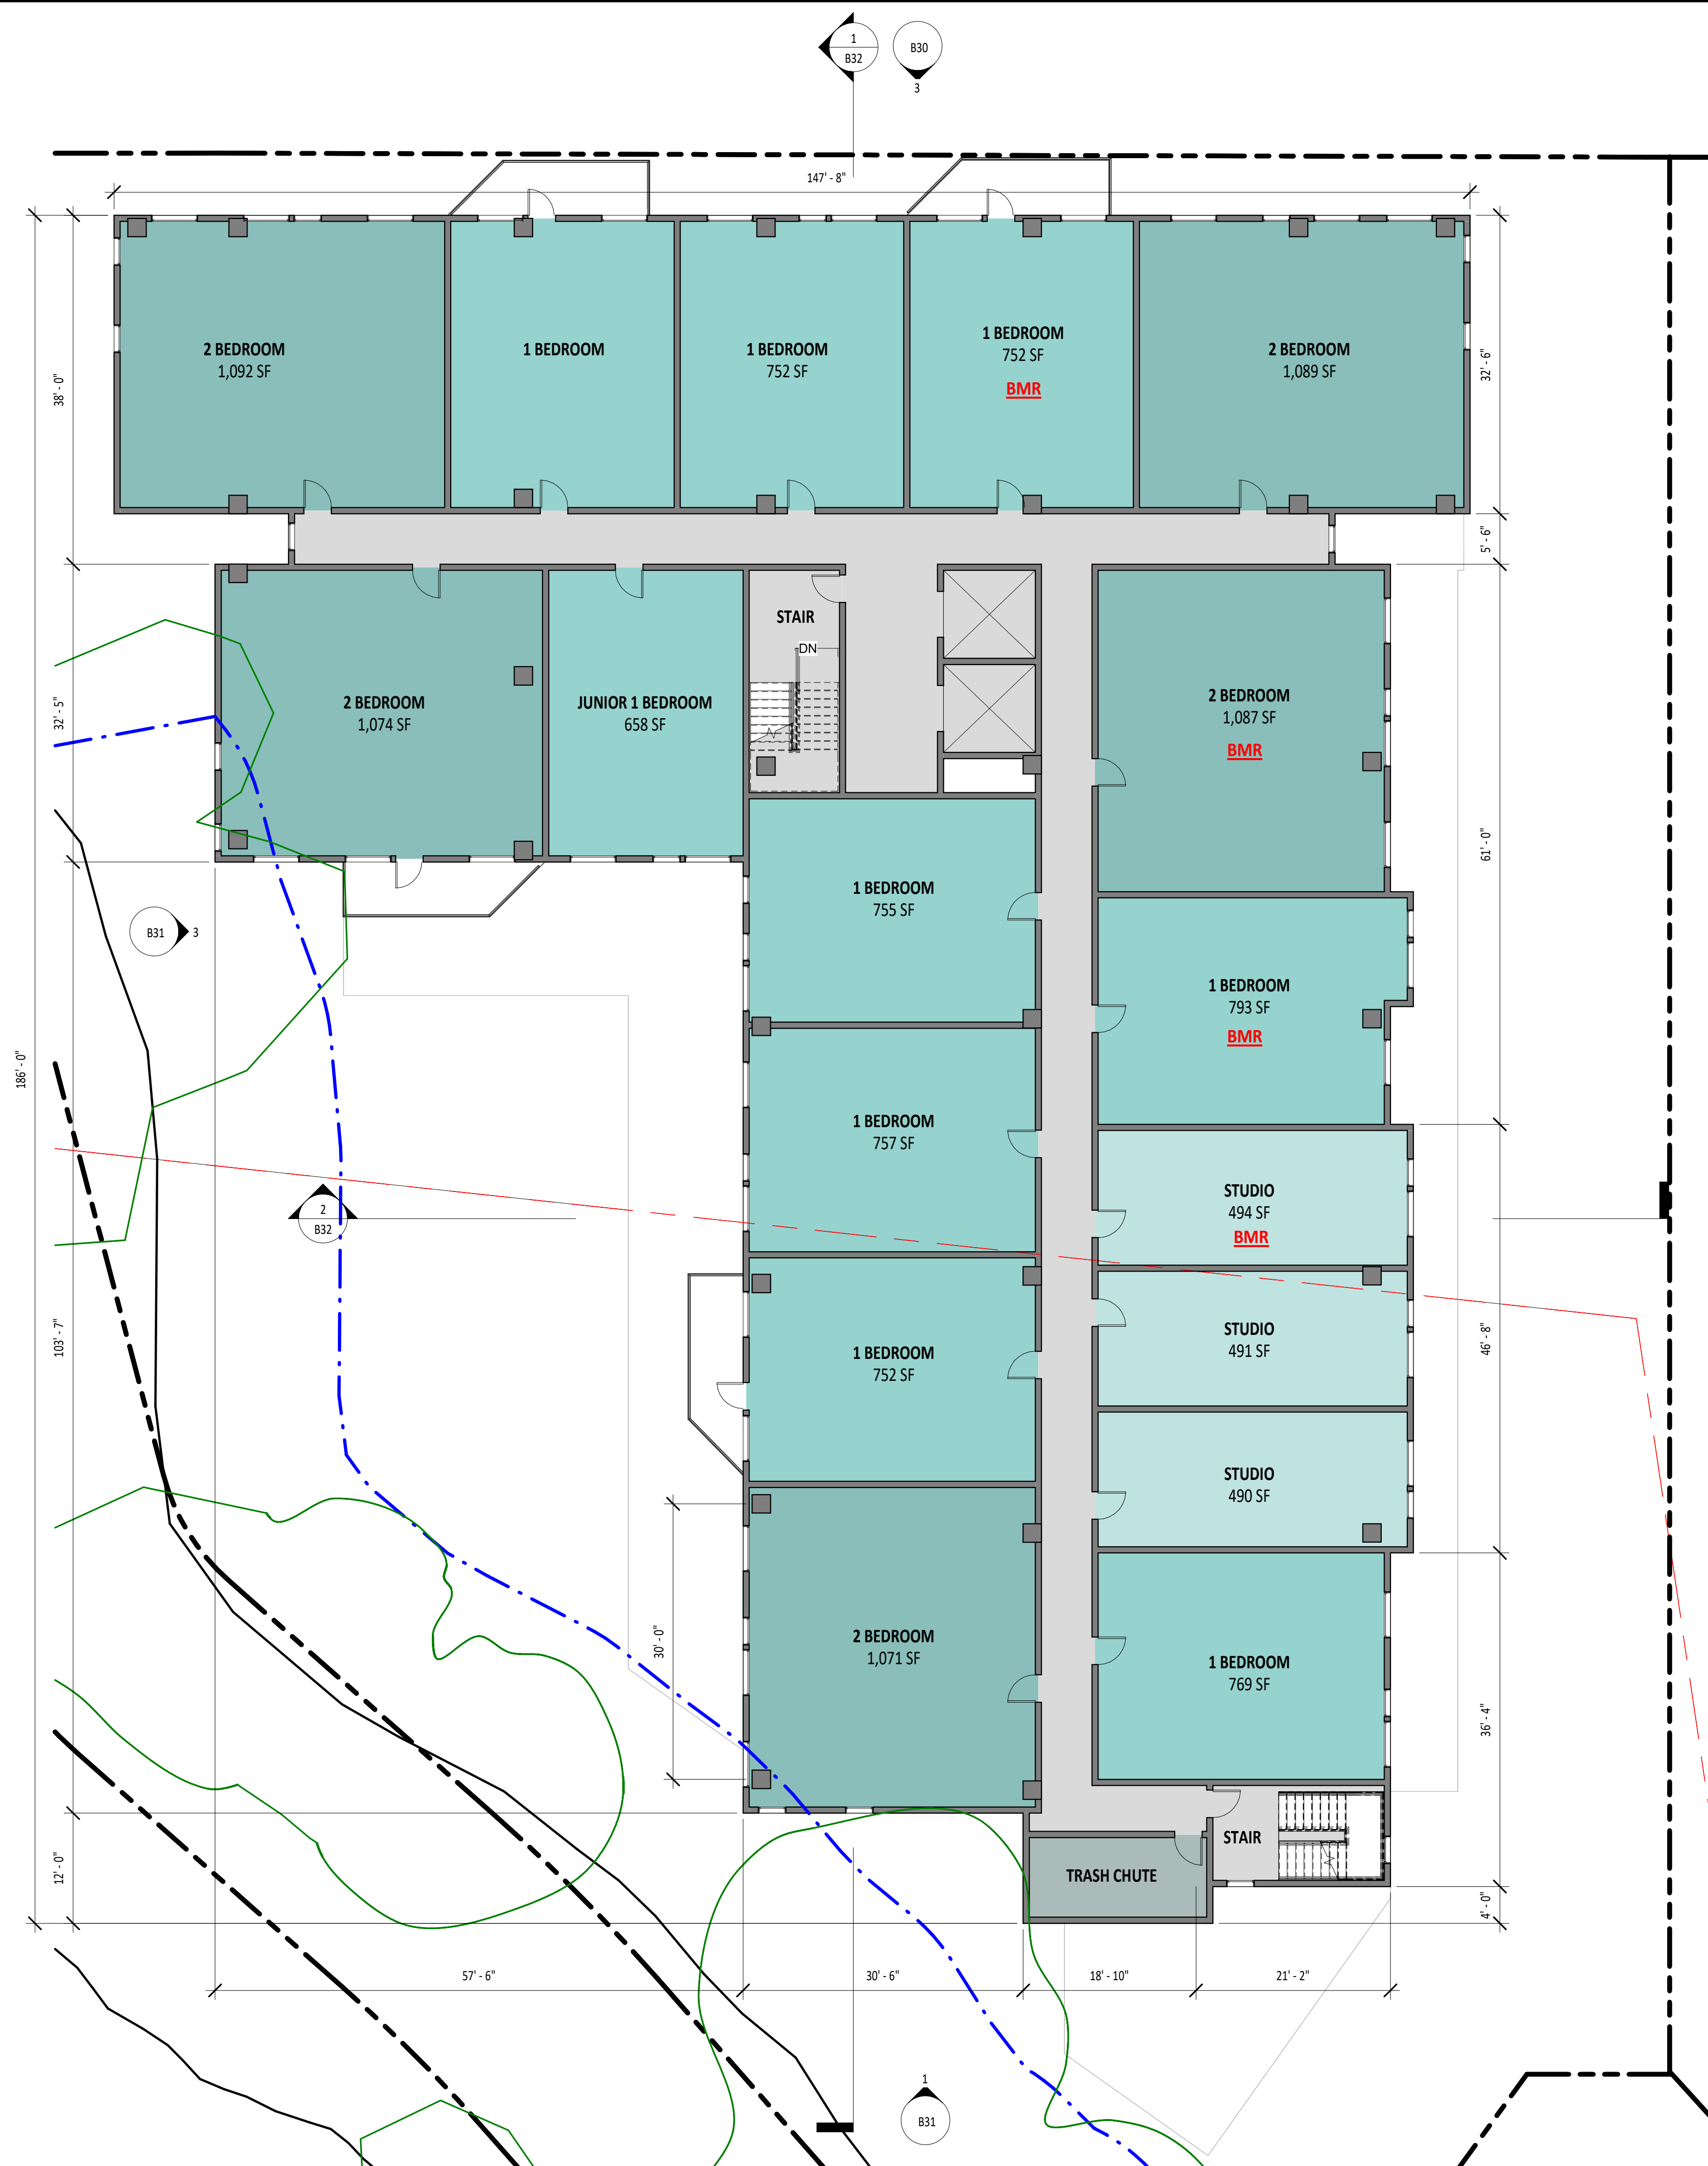 1
B32
B30
3
147' - 8"
2 BEDROOM
1,092 SF
1 BEDROOM
1 BEDROOM
752 SF
1 BEDROOM
752 SF
BMR
2 BEDROOM
1,089 SF
38' - 0"
32' - 6"
5' - 6"
STAIR
DN
2 BEDROOM
1,074 SF
JUNIOR 1 BEDROOM
658 SF
2 BEDROOM
1,087 SF
BMR
32' - 5"
61' - 0"
1 BEDROOM
755 SF
B31
3
1 BEDROOM
793 SF
BMR
186' - 0"
1 BEDROOM
757 SF
STUDIO
494 SF
BMR
2
B32
103' - 7"
1 BEDROOM
752 SF
STUDIO
491 SF
46' - 8"
STUDIO
490 SF
30' - 0"
2 BEDROOM
1,071 SF
1 BEDROOM
769 SF
36' - 4"
STAIR
TRASH CHUTE
12' - 0"
4' - 0"
57' - 6"
30' - 6"
18' - 10"
21' - 2"
1
B31